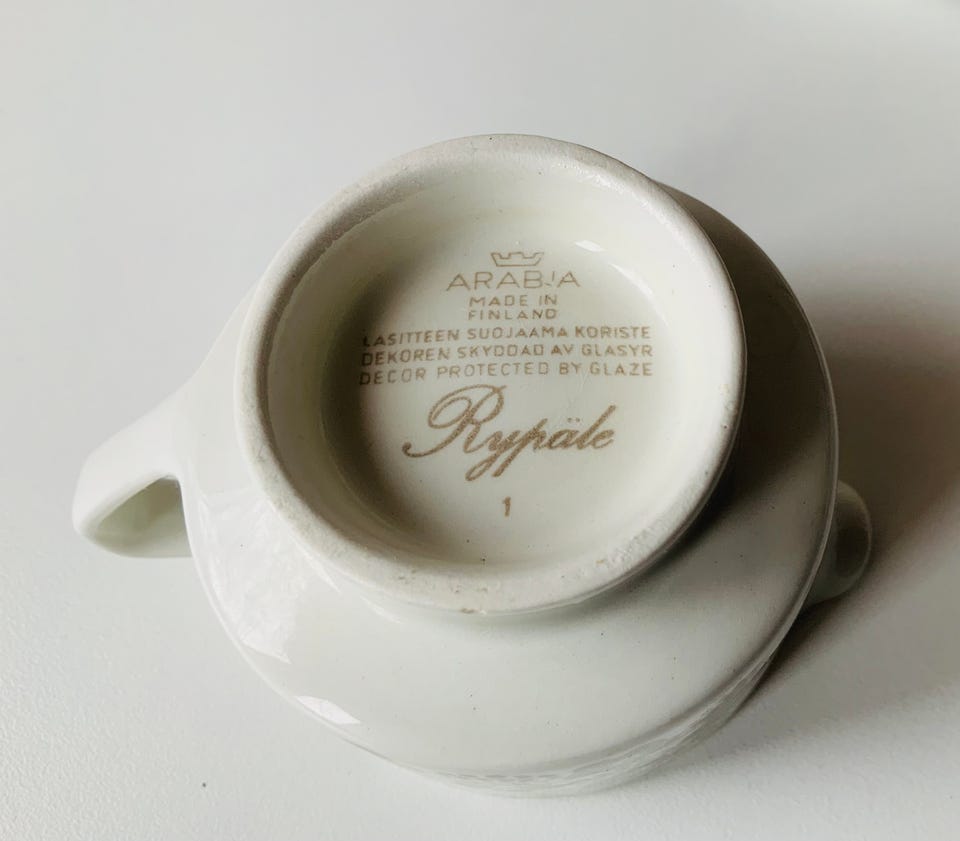 ARABIA
MADE IN
FINLAND
LASITTEEN SUOJAAMA KORISTE
DEKOREN SKYDDAD AV GLASYR
DECOR PROTECTED BY GLAZE
Rypäle
1